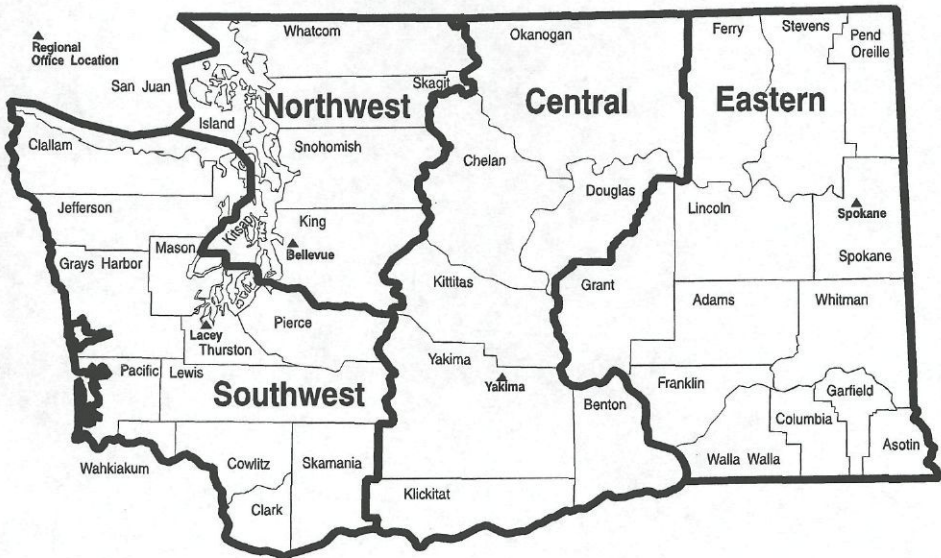 Regional
Office Location
San Juan
Whatcom
Okanogan
Ferry
Stevens
Pend
Oreille
Skagit
Northwest
Central
Eastern
Island
Clallam
Snohomish
Chelan
Douglas
Jefferson
King
Lincoln
Spokane
Kitsap
Mason
Bellevue
Grays Harbor
Spokane
Kittitas
Grant
Adams
Whitman
Pierce
Lacey
Thurston
Yakima
Pacific
Lewis
Yakima
Franklin
Southwest
Garfield
Benton
Columbia
Asotin
Wahkiakum
Cowlitz
Skamania
Walla Walla
Klickitat
Clark